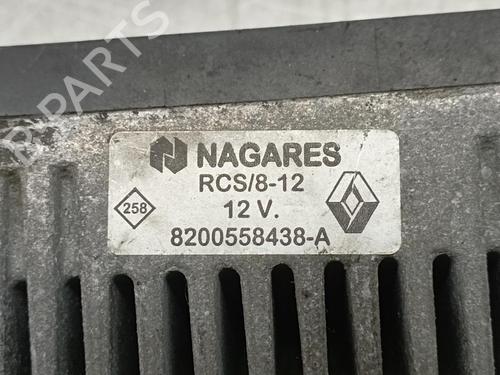 B-PARTS
NAGARES
RCS/8-12
258
12 V.
8200558438-A